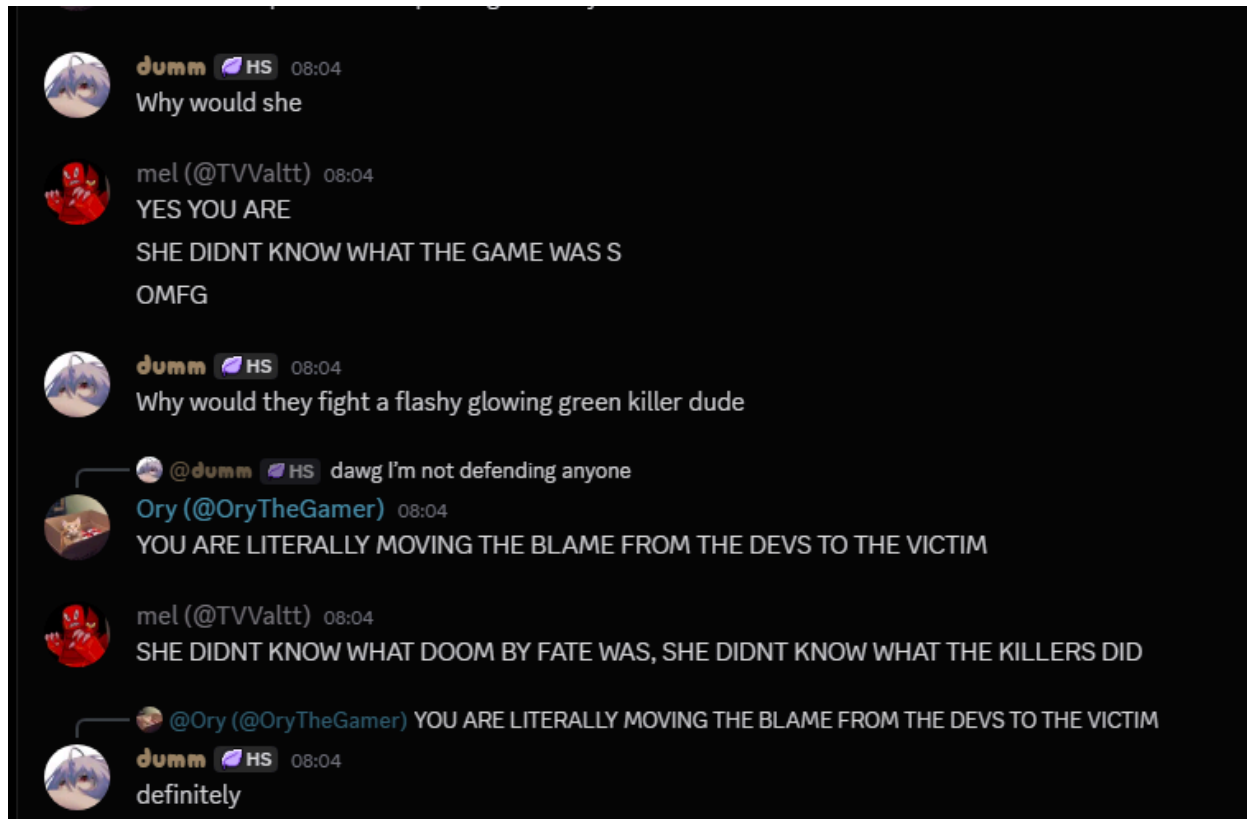 dumm HS 08:04
Why would she
mel (@TVValtt) 08:04
YES YOU ARE
SHE DIDNT KNOW WHAT THE GAME WAS S
OMFG
dumm HS 08:04
Why would they fight a flashy glowing green killer dude
@dumm HS dawg I'm not defending anyone
Ory (@OryTheGamer) 08:04
YOU ARE LITERALLY MOVING THE BLAME FROM THE DEVS TO THE VICTIM
mel (@TVValtt) 08:04
SHE DIDNT KNOW WHAT DOOM BY FATE WAS, SHE DIDNT KNOW WHAT THE KILLERS DID
@Ory (@OryTheGamer) YOU ARE LITERALLY MOVING THE BLAME FROM THE DEVS TO THE VICTIM
dumm HS 08:04
definitely